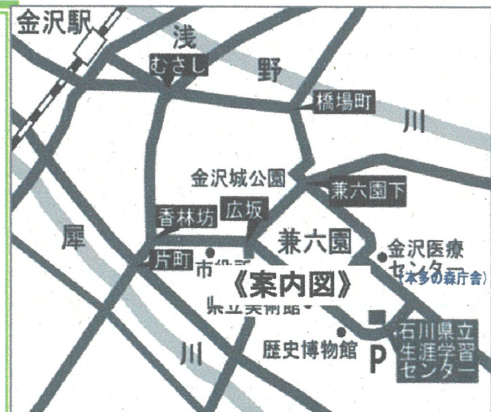 金沢駅
浅
むさし
野
橋場町
川
金沢城公園
兼六園下
香林坊
広坂
犀
兼六園
金沢医療
センター
片町
市役所
(本多の森庁舎)
《案内図》
県立美術館
石川県立
生涯学習
センター
歴史博物館
P
川